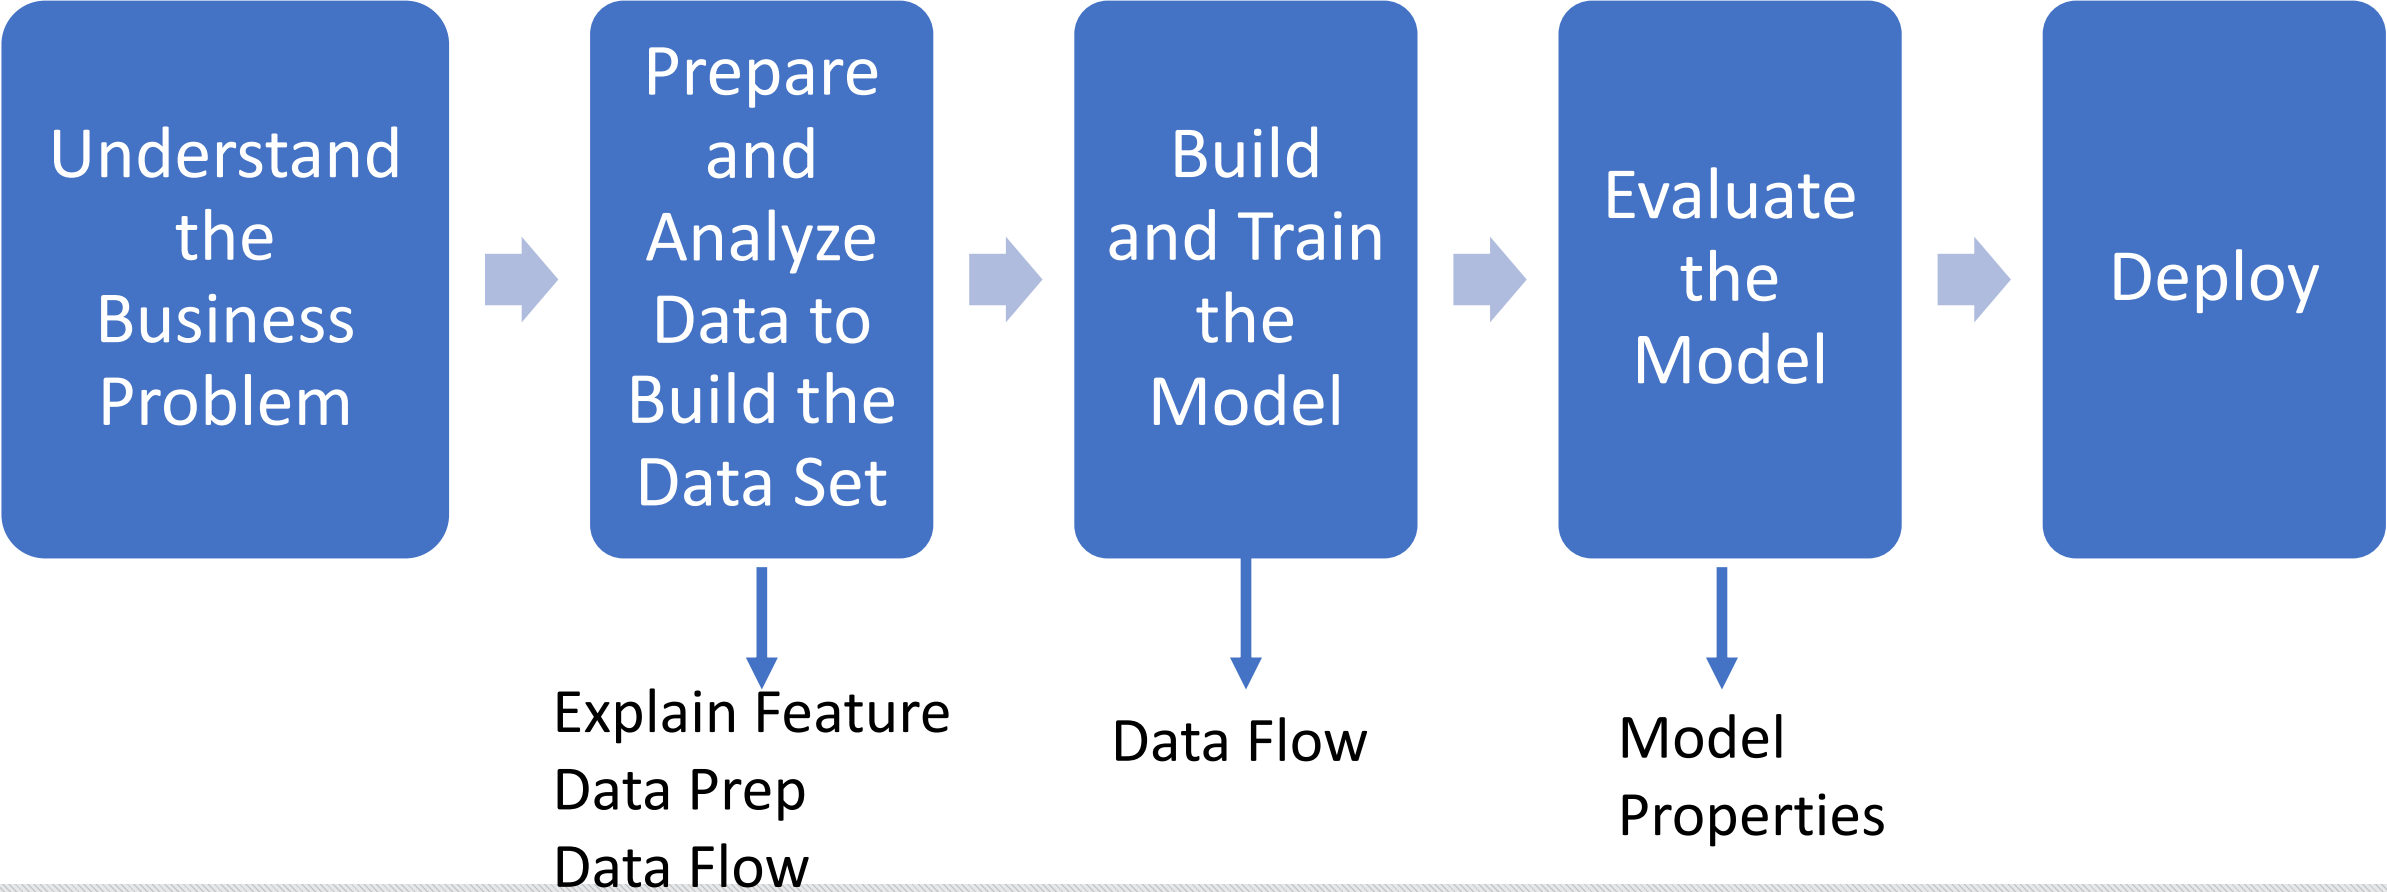 Understand
the
Business
Problem
Prepare
and
Analyze
Data to
Build the
Data Set
Build
and Train
the
Model
Evaluate
the
Model
Deploy
Explain Feature
Data Prep
Data Flow
Data Flow
Model
Properties